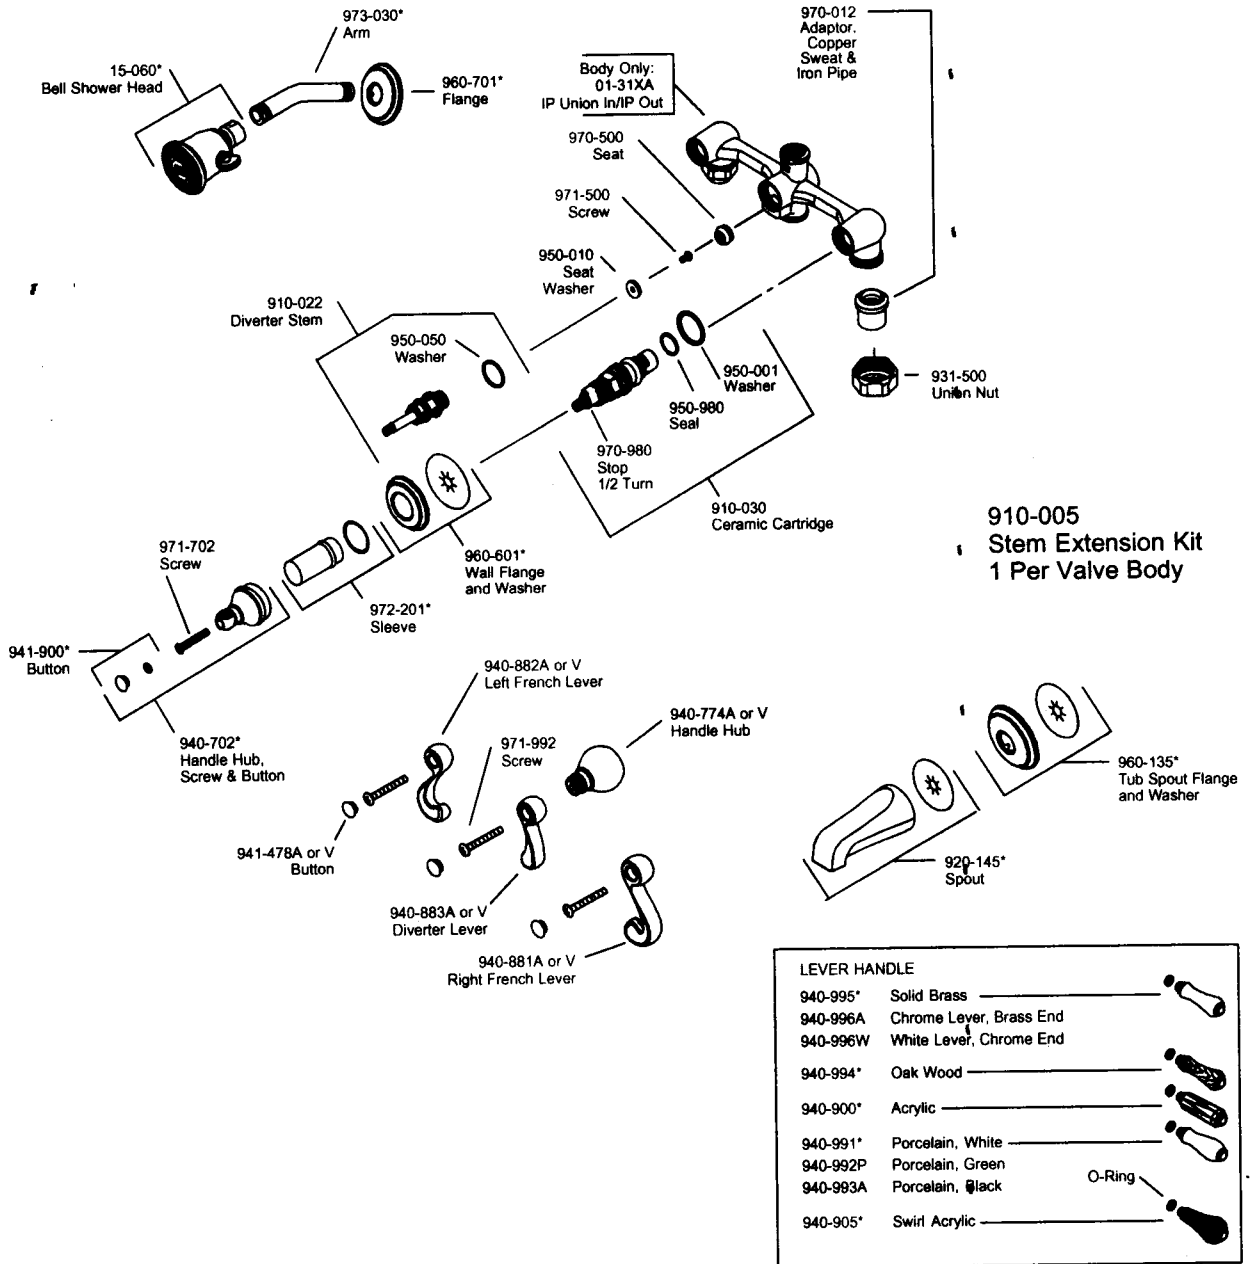 973-030*
Arm
15-060*
Bell Shower Head
960-701*
Flange
Body Only:
01-31XA
IP Union In/IP Out
970-012
Adaptor.
Copper
Sweat &
Iron Pipe
970-500
Seat
971-500
Screw
950-010
Seat
Washer
910-022
Diverter Stem
950-050
Washer
950-001
Washer
950-980
Seal
931-500
Union Nut
970-980
Stop
1/2 Turn
910-030
Ceramic Cartridge
910-005
Stem Extension Kit
1 Per Valve Body
971-702
Screw
960-601*
Wall Flange
and Washer
972-201*
Sleeve
941-900*
Button
940-702*
Handle Hub,
Screw & Button
940-882A or V
Left French Lever
971-992
Screw
940-774A or V
Handle Hub
941-478A or V
Button
940-883A or V
Diverter Lever
940-881A or V
Right French Lever
960-135*
Tub Spout Flange
and Washer
920-145*
Spout
LEVER HANDLE
940-995* Solid Brass
940-996A Chrome Lever, Brass End
940-996W White Lever, Chrome End
940-994* Oak Wood
940-900* Acrylic
940-991* Porcelain, White
940-992P Porcelain, Green
940-993A Porcelain, Black
O-Ring
940-905* Swirl Acrylic